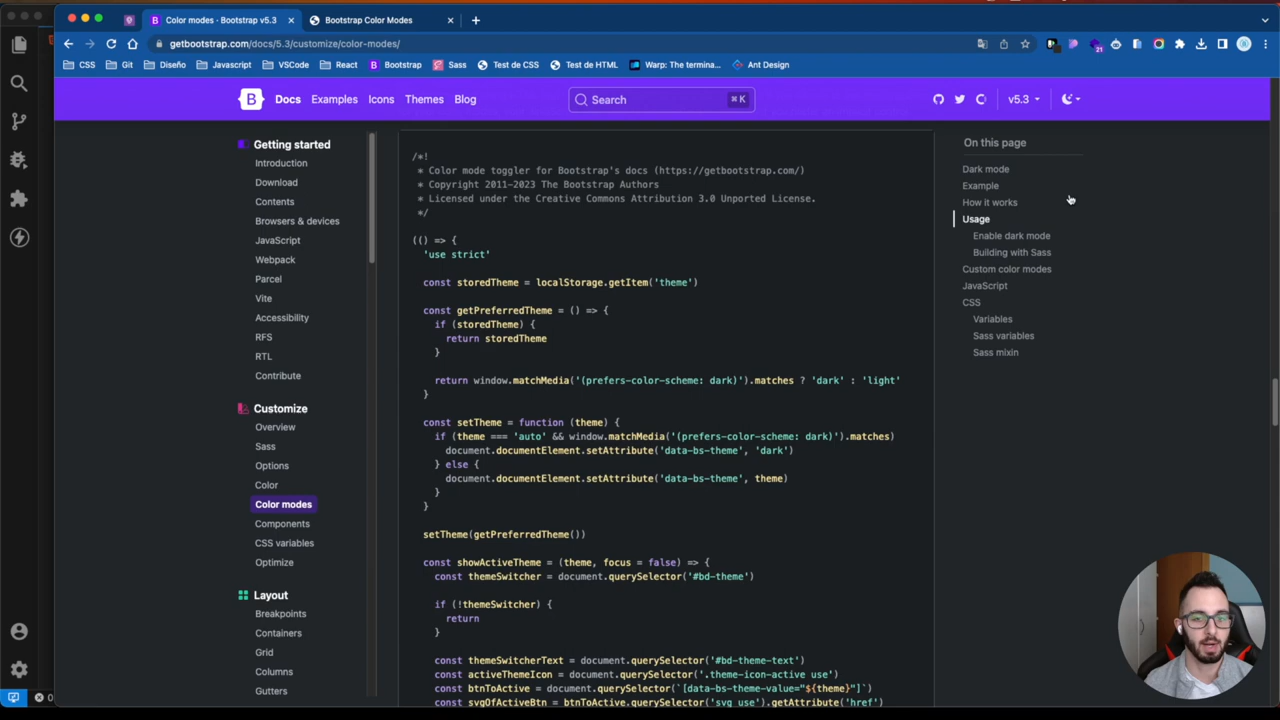 Color modes · Bootstrap v5.3
Bootstrap Color Modes
getbootstrap.com/docs/5.3/customize/color-modes/
21
CSS
Git
Diseño
Javascript
VSCode
React
Bootstrap
Sass
Test de CSS
Test de HTML
Warp: The termina...
Ant Design
B
Docs
Examples
Icons
Themes
Blog
Search
⌘ K
v5.3
Getting started
Introduction
Download
Contents
Browsers & devices
JavaScript
Webpack
Parcel
Vite
Accessibility
RFS
RTL
Contribute
Customize
Overview
Sass
Options
Color
Color modes
Components
CSS variables
Optimize
Layout
Breakpoints
Containers
Grid
Columns
Gutters
/*!
* Color mode toggler for Bootstrap's docs (https://getbootstrap.com/)
* Copyright 2011-2023 The Bootstrap Authors
* Licensed under the Creative Commons Attribution 3.0 Unported License.
*/
(() => {
'use strict'
const storedTheme = localStorage.getItem('theme')
const getPreferredTheme = () => {
if (storedTheme) {
return storedTheme
}
return window.matchMedia('(prefers-color-scheme: dark)').matches ? 'dark' : 'light'
}
const setTheme = function (theme) {
if (theme === 'auto' && window.matchMedia('(prefers-color-scheme: dark)').matches) {
document.documentElement.setAttribute('data-bs-theme', 'dark')
} else {
document.documentElement.setAttribute('data-bs-theme', theme)
}
}
setTheme(getPreferredTheme())
const showActiveTheme = (theme, focus = false) => {
const themeSwitcher = document.querySelector('#bd-theme')
if (!themeSwitcher) {
return
}
const themeSwitcherText = document.querySelector('#bd-theme-text')
const activeThemeIcon = document.querySelector('.theme-icon-active use')
const btnToActive = document.querySelector(`[data-bs-theme-value="${theme}"]`)
const svgOfActiveBtn = btnToActive.querySelector('svg use').getAttribute('href')
On this page
Dark mode
Example
How it works
Usage
Enable dark mode
Building with Sass
Custom color modes
JavaScript
CSS
Variables
Sass variables
Sass mixin
0